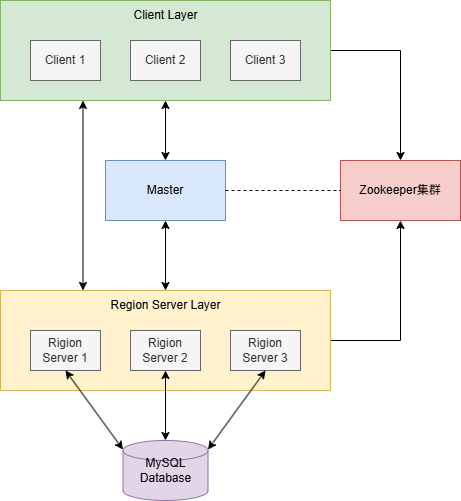 Client Layer
Client 1
Client 2
Client 3
Master
Zookeeper集群
Region Server Layer
Rigion
Server 1
Rigion
Server 2
Rigion
Server 3
MySQL
Database